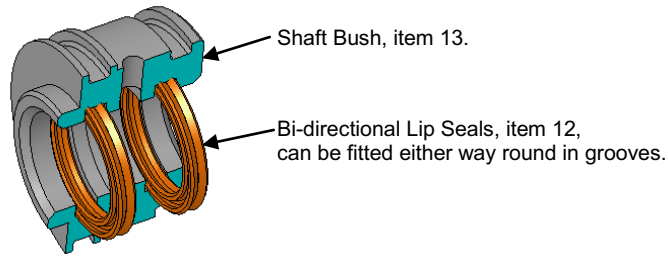 Shaft Bush, item 13.
Bi-directional Lip Seals, item 12,
can be fitted either way round in grooves.